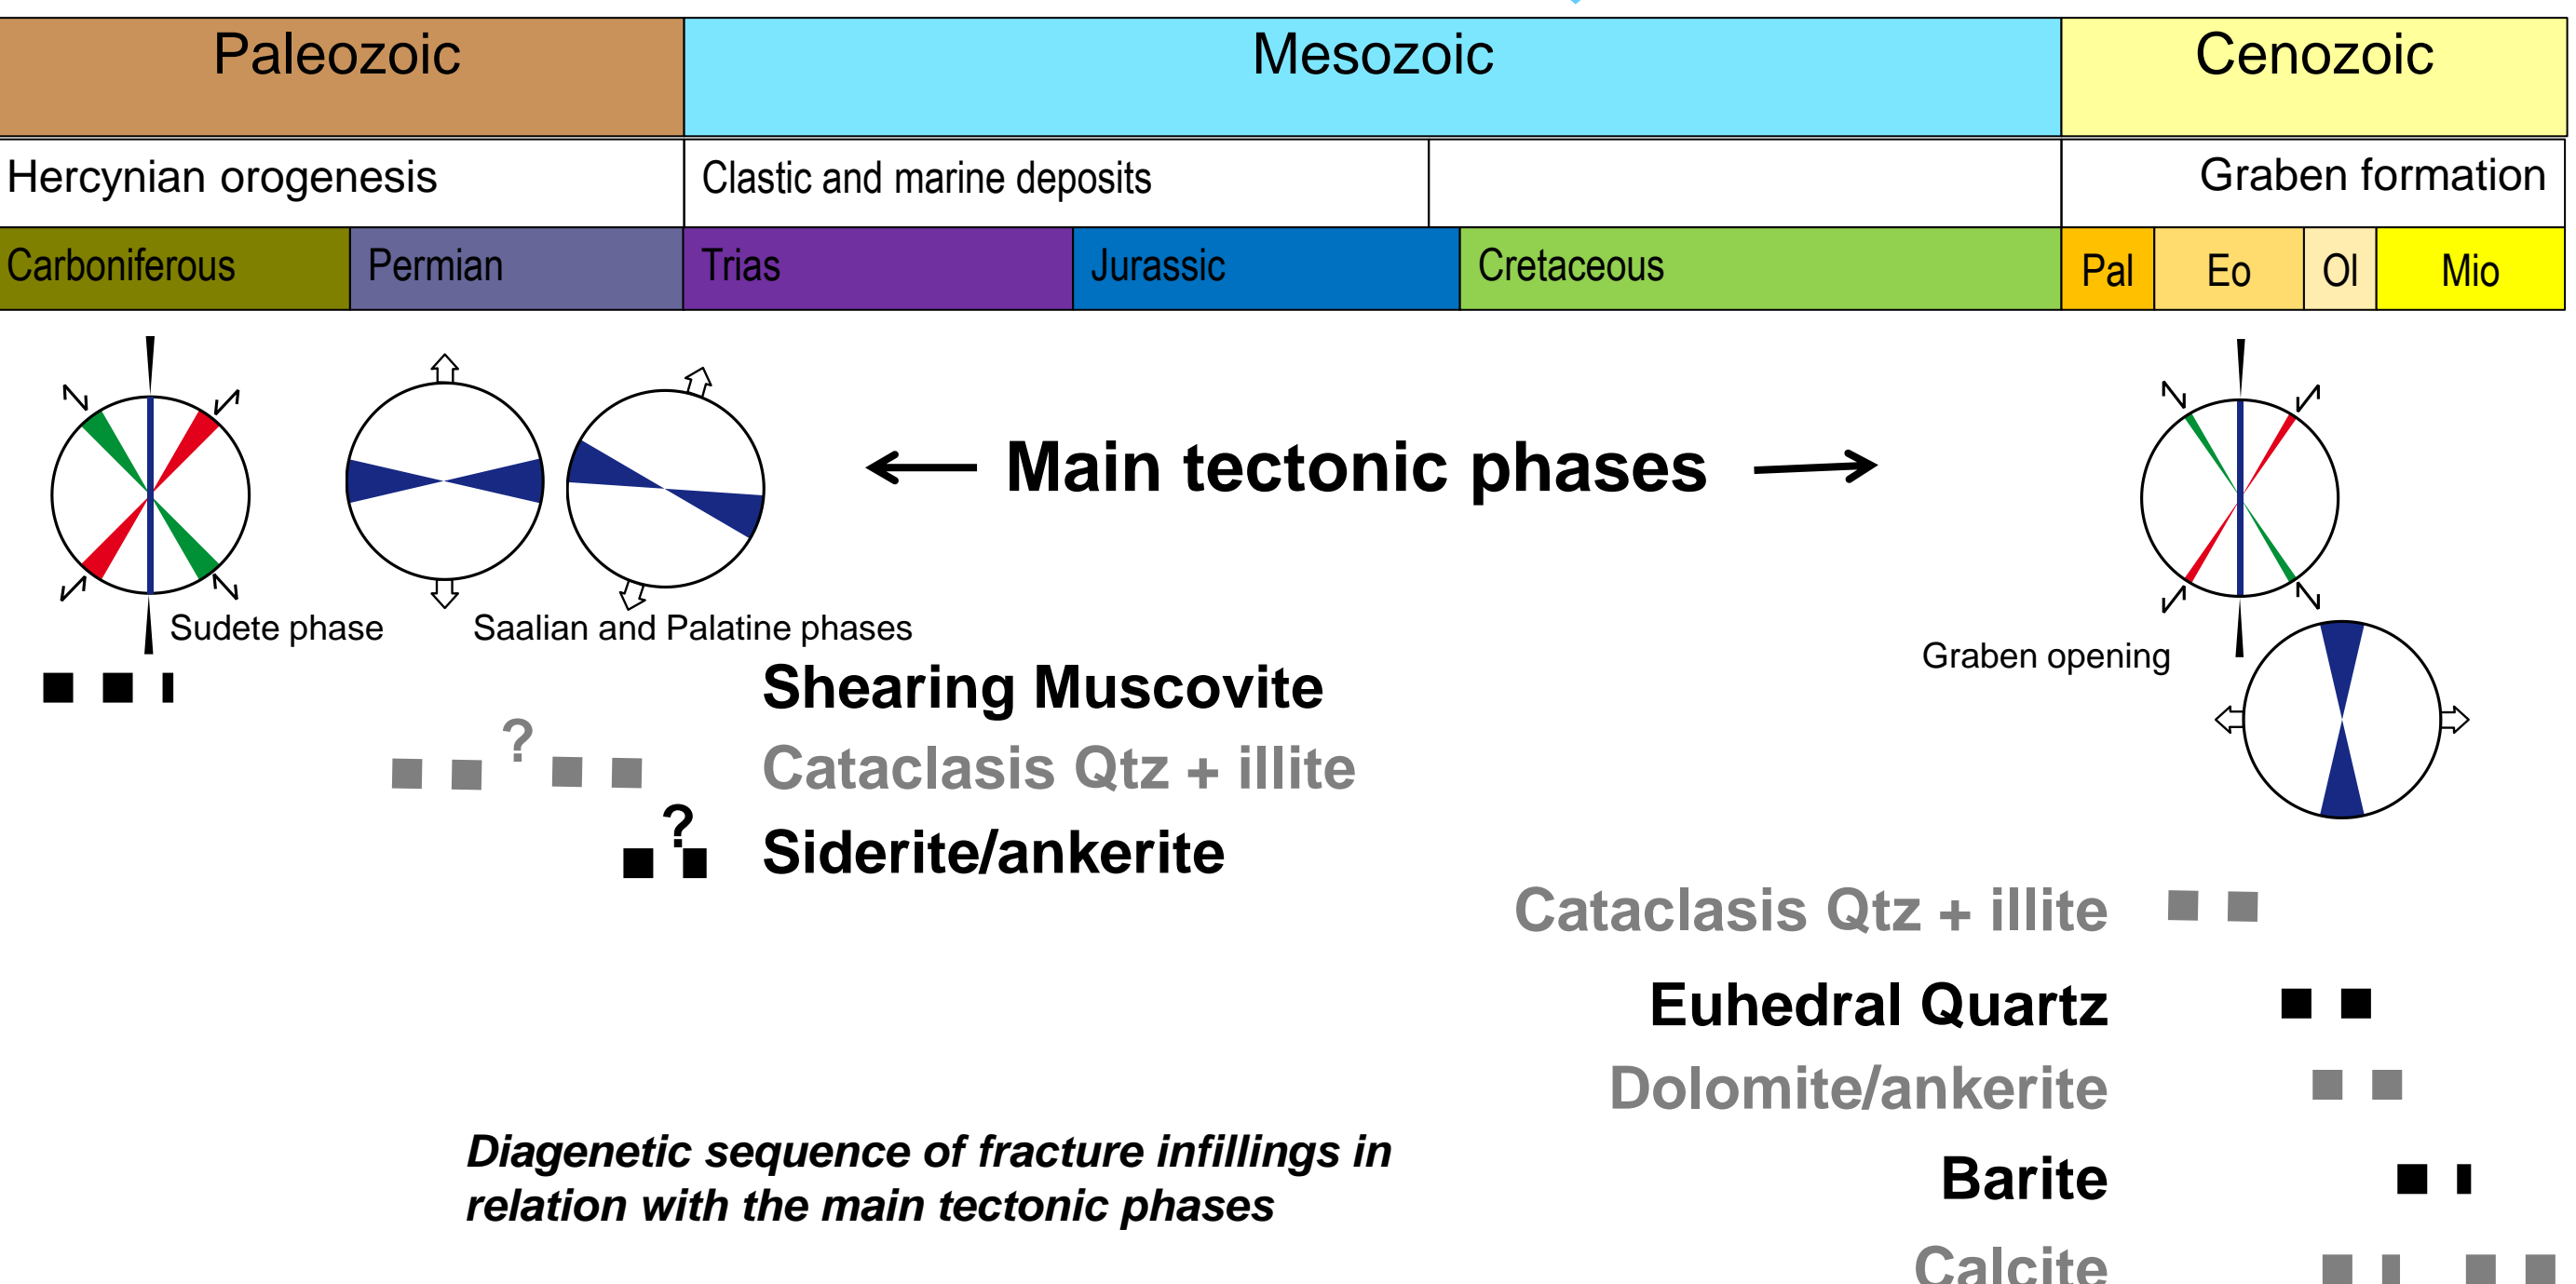 Paleozoic Mesozoic Cenozoic
Hercynian orogenesis Clastic and marine deposits Graben formation
Carboniferous Permian Trias Jurassic Cretaceous Pal Eo Ol Mio
← Main tectonic phases →
Sudete phase Saalian and Palatine phases
Graben opening
Shearing Muscovite
?
Cataclasis Qtz + illite
?
Siderite/ankerite
Cataclasis Qtz + illite
Euhedral Quartz
Dolomite/ankerite
Diagenetic sequence of fracture infillings in
relation with the main tectonic phases
Barite
Calcite